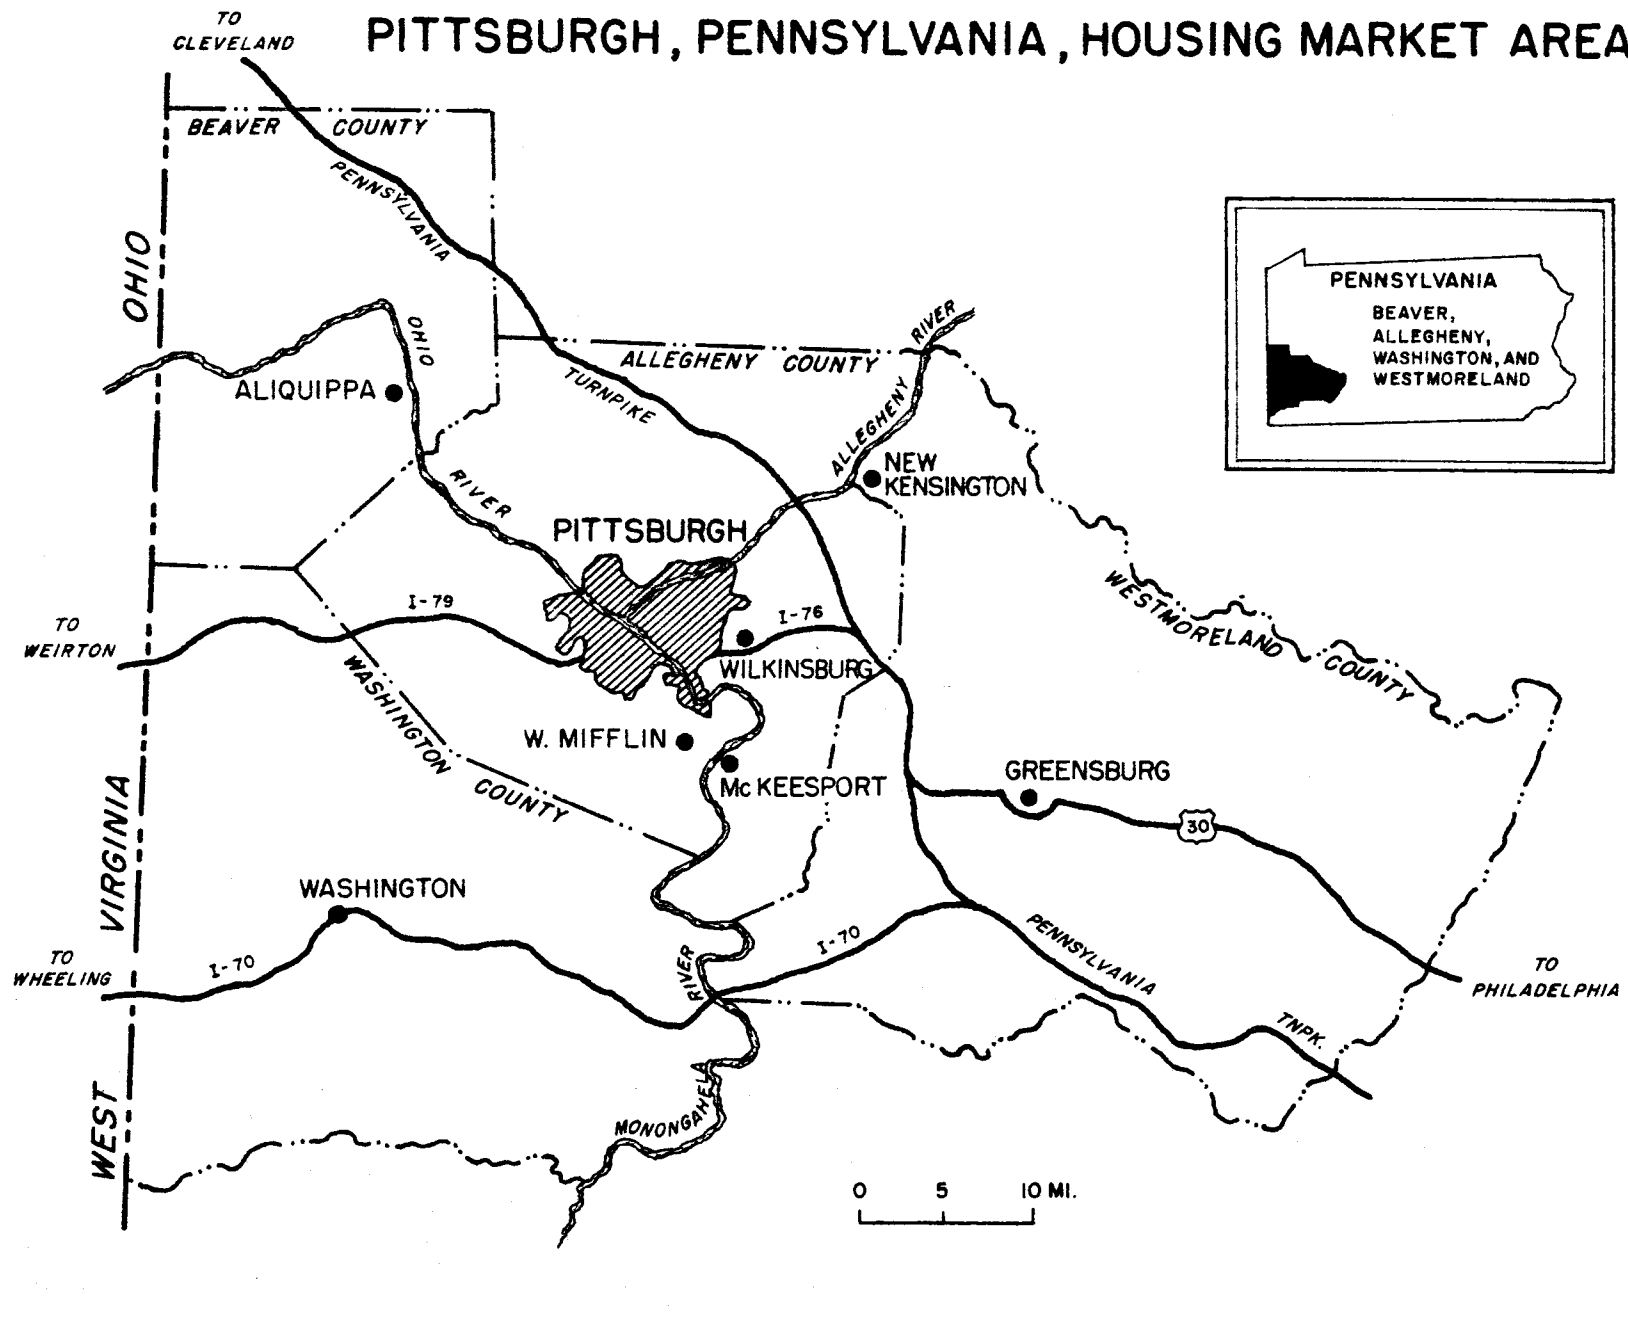 PITTSBURGH, PENNSYLVANIA, HOUSING MARKET AREA
TO
CLEVELAND
BEAVER COUNTY
PENNSYLVANIA
TURNPIKE
OHIO
OHIO
RIVER
ALIQUIPPA
ALLEGHENY COUNTY
ALLEGHENY
RIVER
NEW
KENSINGTON
PENNSYLVANIA
BEAVER,
ALLEGHENY,
WASHINGTON, AND
WESTMORELAND
PITTSBURGH
I-79
I-76
TO
WEIRTON
WILKINSBURG
WESTMORELAND
COUNTY
WASHINGTON
COUNTY
W. MIFFLIN
McKEESPORT
GREENSBURG
30
WEST VIRGINIA
WASHINGTON
TO
WHEELING
I-70
I-70
PENNSYLVANIA
TNPK.
TO
PHILADELPHIA
MONONGAHELA
RIVER
0 5 10 MI.